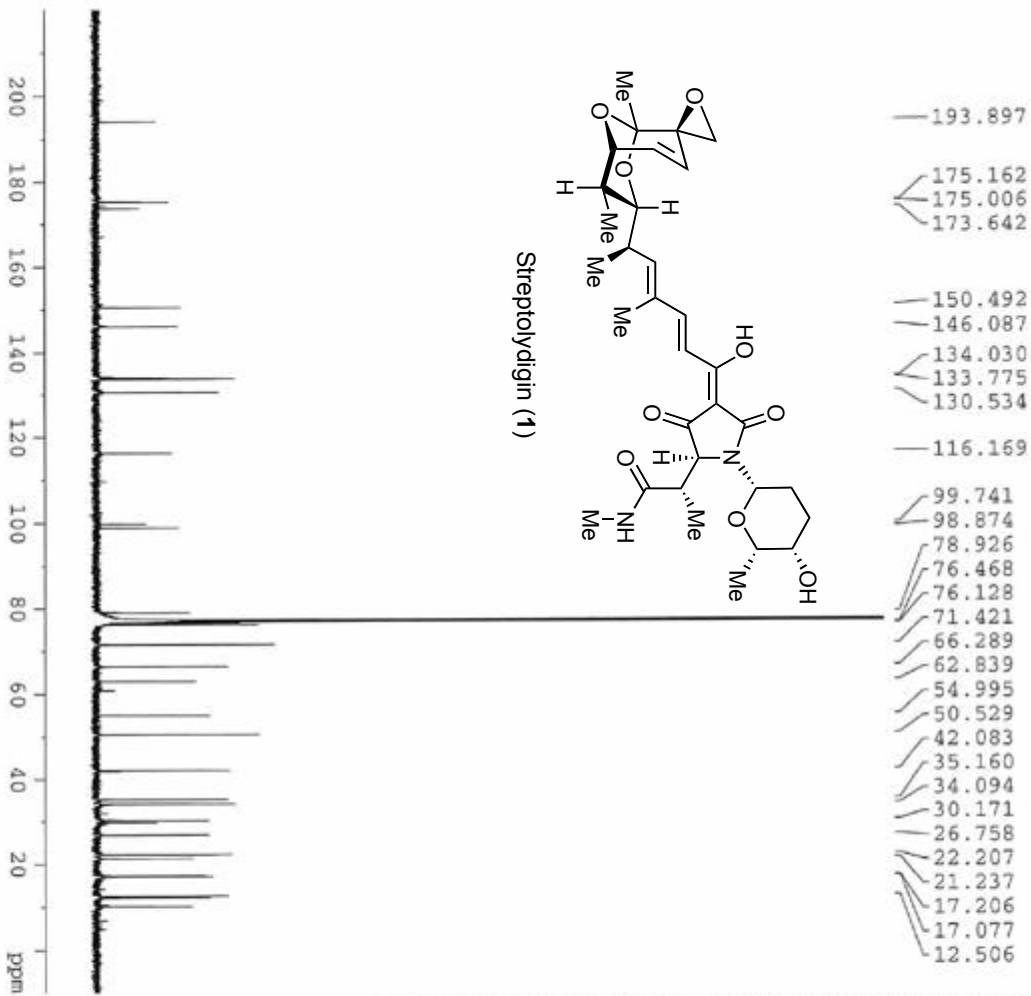 193.897
175.162
175.006
173.642
150.492
146.087
134.030
133.775
130.534
116.169
99.741
98.874
78.926
76.468
76.128
71.421
66.289
62.839
54.995
50.529
42.083
35.160
34.094
30.171
26.758
22.207
21.237
17.206
17.077
12.506
O
Me
O
O
H
H
Me
Me
Me
HO
O
O
N
H
O
Me
NH
Me
O
OH
Me
Streptolydigin (1)
200
180
160
140
120
100
80
60
40
20
ppm